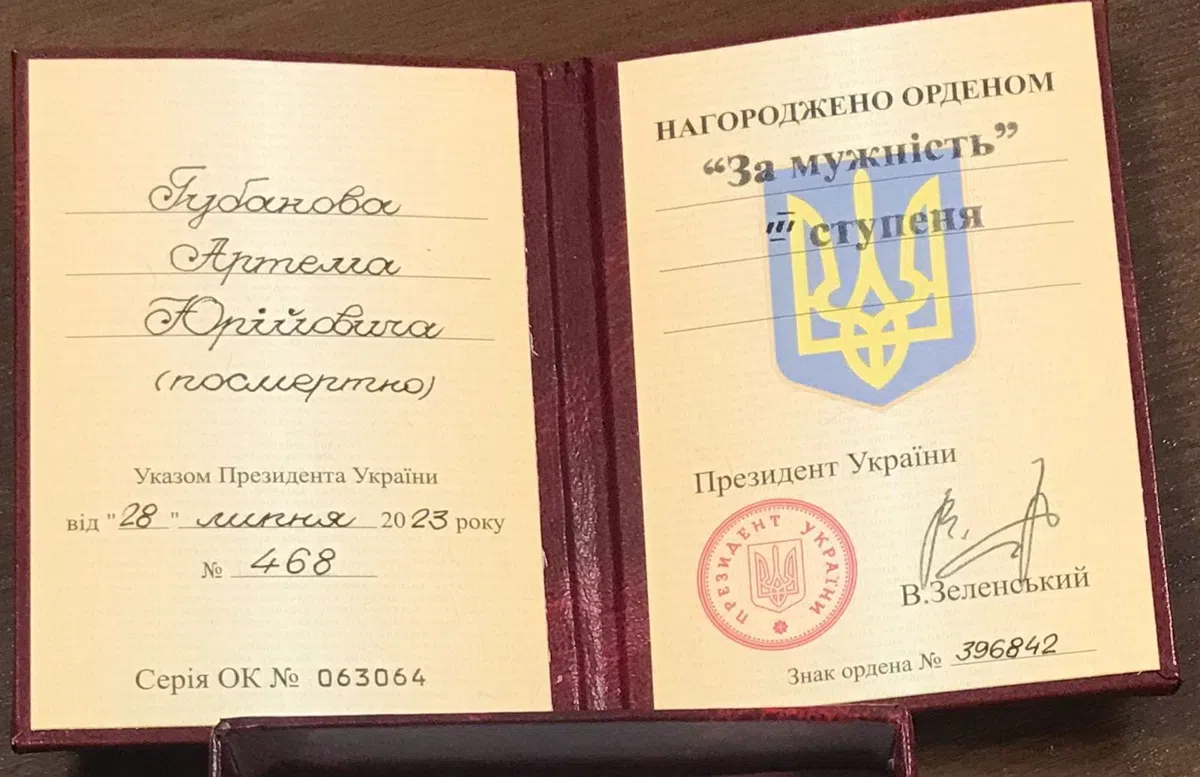 Губанова
Артема
Юрійовича
(посмертно)
Указом Президента України
від "28" липня 2023 року
№ 468
Серія ОК № 063064
НАГОРОДЖЕНО ОРДЕНОМ
“За мужність”
III ступеня
Президент України
ПРЕЗИДЕНТ УКРАЇНИ
В.Зеленський
Знак ордена № 396842